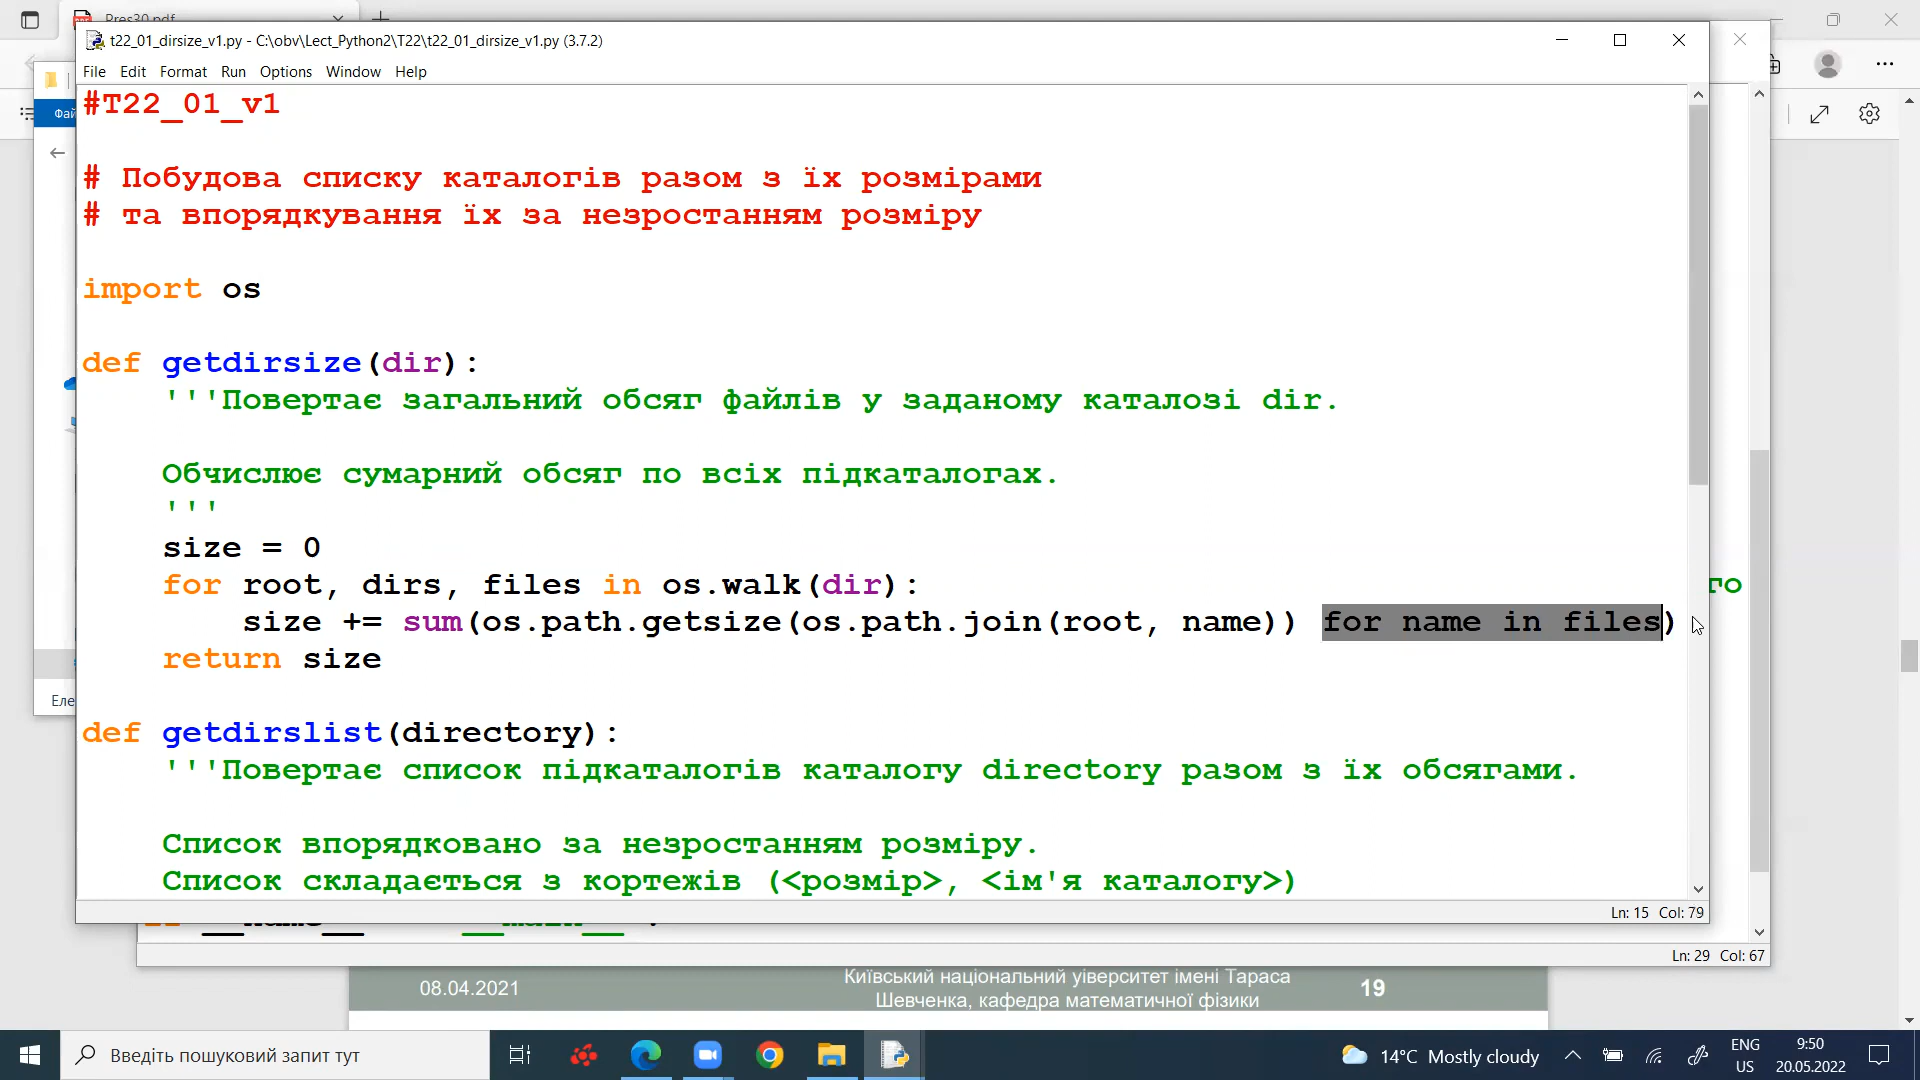 Pres30.pdf
t22_01_dirsize_v1.py - C:\obv\Lect_Python2\T22\t22_01_dirsize_v1.py (3.7.2)
File Edit Format Run Options Window Help
#T22_01_v1
# Побудова списку каталогів разом з їх розмірами
# та впорядкування їх за незростанням розміру
import os
def getdirsize(dir):
'''Повертає загальний обсяг файлів у заданому каталозі dir.
Обчислює сумарний обсяг по всіх підкаталогах.
'''
size = 0
for root, dirs, files in os.walk(dir):
size += sum(os.path.getsize(os.path.join(root, name)) for name in files)
return size
def getdirslist(directory):
'''Повертає список підкаталогів каталогу directory разом з їх обсягами.
Список впорядковано за незростанням розміру.
Список складається з кортежів (<розмір>, <ім'я каталогу>)
Ln: 15 Col: 79
Ln: 29 Col: 67
08.04.2021
Київський національний уіверситет імені Тараса
Шевченка, кафедра математичної фізики
19
Введіть пошуковий запит тут
14°C Mostly cloudy
ENG
US
9:50
20.05.2022